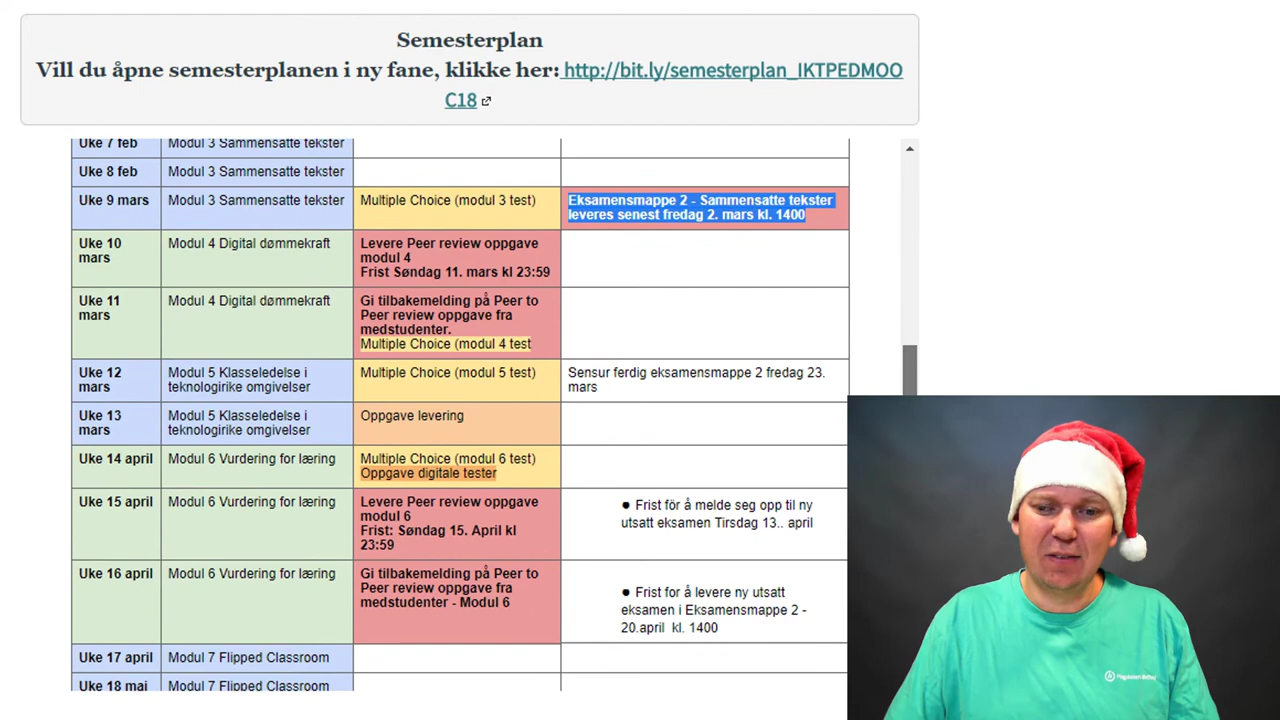 Semesterplan
Vill du åpne semesterplanen i ny fane, klikke her: http://bit.ly/semesterplan_IKTPEDMOO
C18
Uke 7 feb
Modul 3 Sammensatte tekster
Uke 8 feb
Modul 3 Sammensatte tekster
Uke 9 mars
Modul 3 Sammensatte tekster
Multiple Choice (modul 3 test)
Eksamensmappe 2 - Sammensatte tekster
leveres senest fredag 2. mars kl. 1400
Uke 10
mars
Modul 4 Digital dømmekraft
Levere Peer review oppgave
modul 4
Frist Søndag 11. mars kl 23:59
Uke 11
mars
Modul 4 Digital dømmekraft
Gi tilbakemelding på Peer to
Peer review oppgave fra
medstudenter.
Multiple Choice (modul 4 test
Uke 12
mars
Modul 5 Klasseledelse i
teknologirike omgivelser
Multiple Choice (modul 5 test)
Sensur ferdig eksamensmappe 2 fredag 23.
mars
Uke 13
mars
Modul 5 Klasseledelse i
teknologirike omgivelser
Oppgave levering
Uke 14 april
Modul 6 Vurdering for læring
Multiple Choice (modul 6 test)
Oppgave digitale tester
Uke 15 april
Modul 6 Vurdering for læring
Levere Peer review oppgave
modul 6
Frist: Søndag 15. April kl
23:59
● Frist för å melde seg opp til ny
utsatt eksamen Tirsdag 13.. april
Uke 16 april
Modul 6 Vurdering for læring
Gi tilbakemelding på Peer to
Peer review oppgave fra
medstudenter - Modul 6
● Frist for å levere ny utsatt
eksamen i Eksamensmappe 2 -
20.april kl. 1400
Uke 17 april
Modul 7 Flipped Classroom
Uke 18 mai
Modul 7 Flipped Classroom